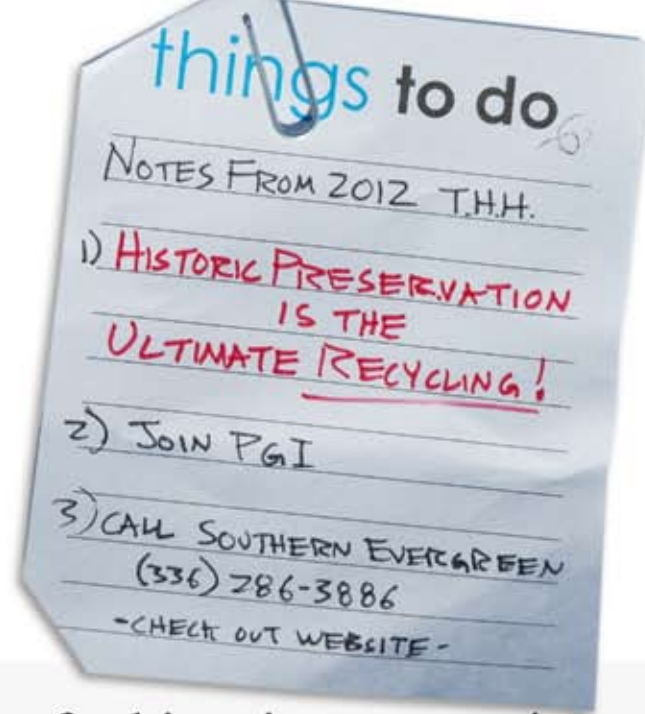 things to do
NOTES FROM 2012 T.H.H.
1) HISTORIC PRESERVATION
IS THE
ULTIMATE RECYCLING!
2) JOIN PGI
3) CALL SOUTHERN EVERGREEN
(336) 286-3886
-CHECK OUT WEBSITE-